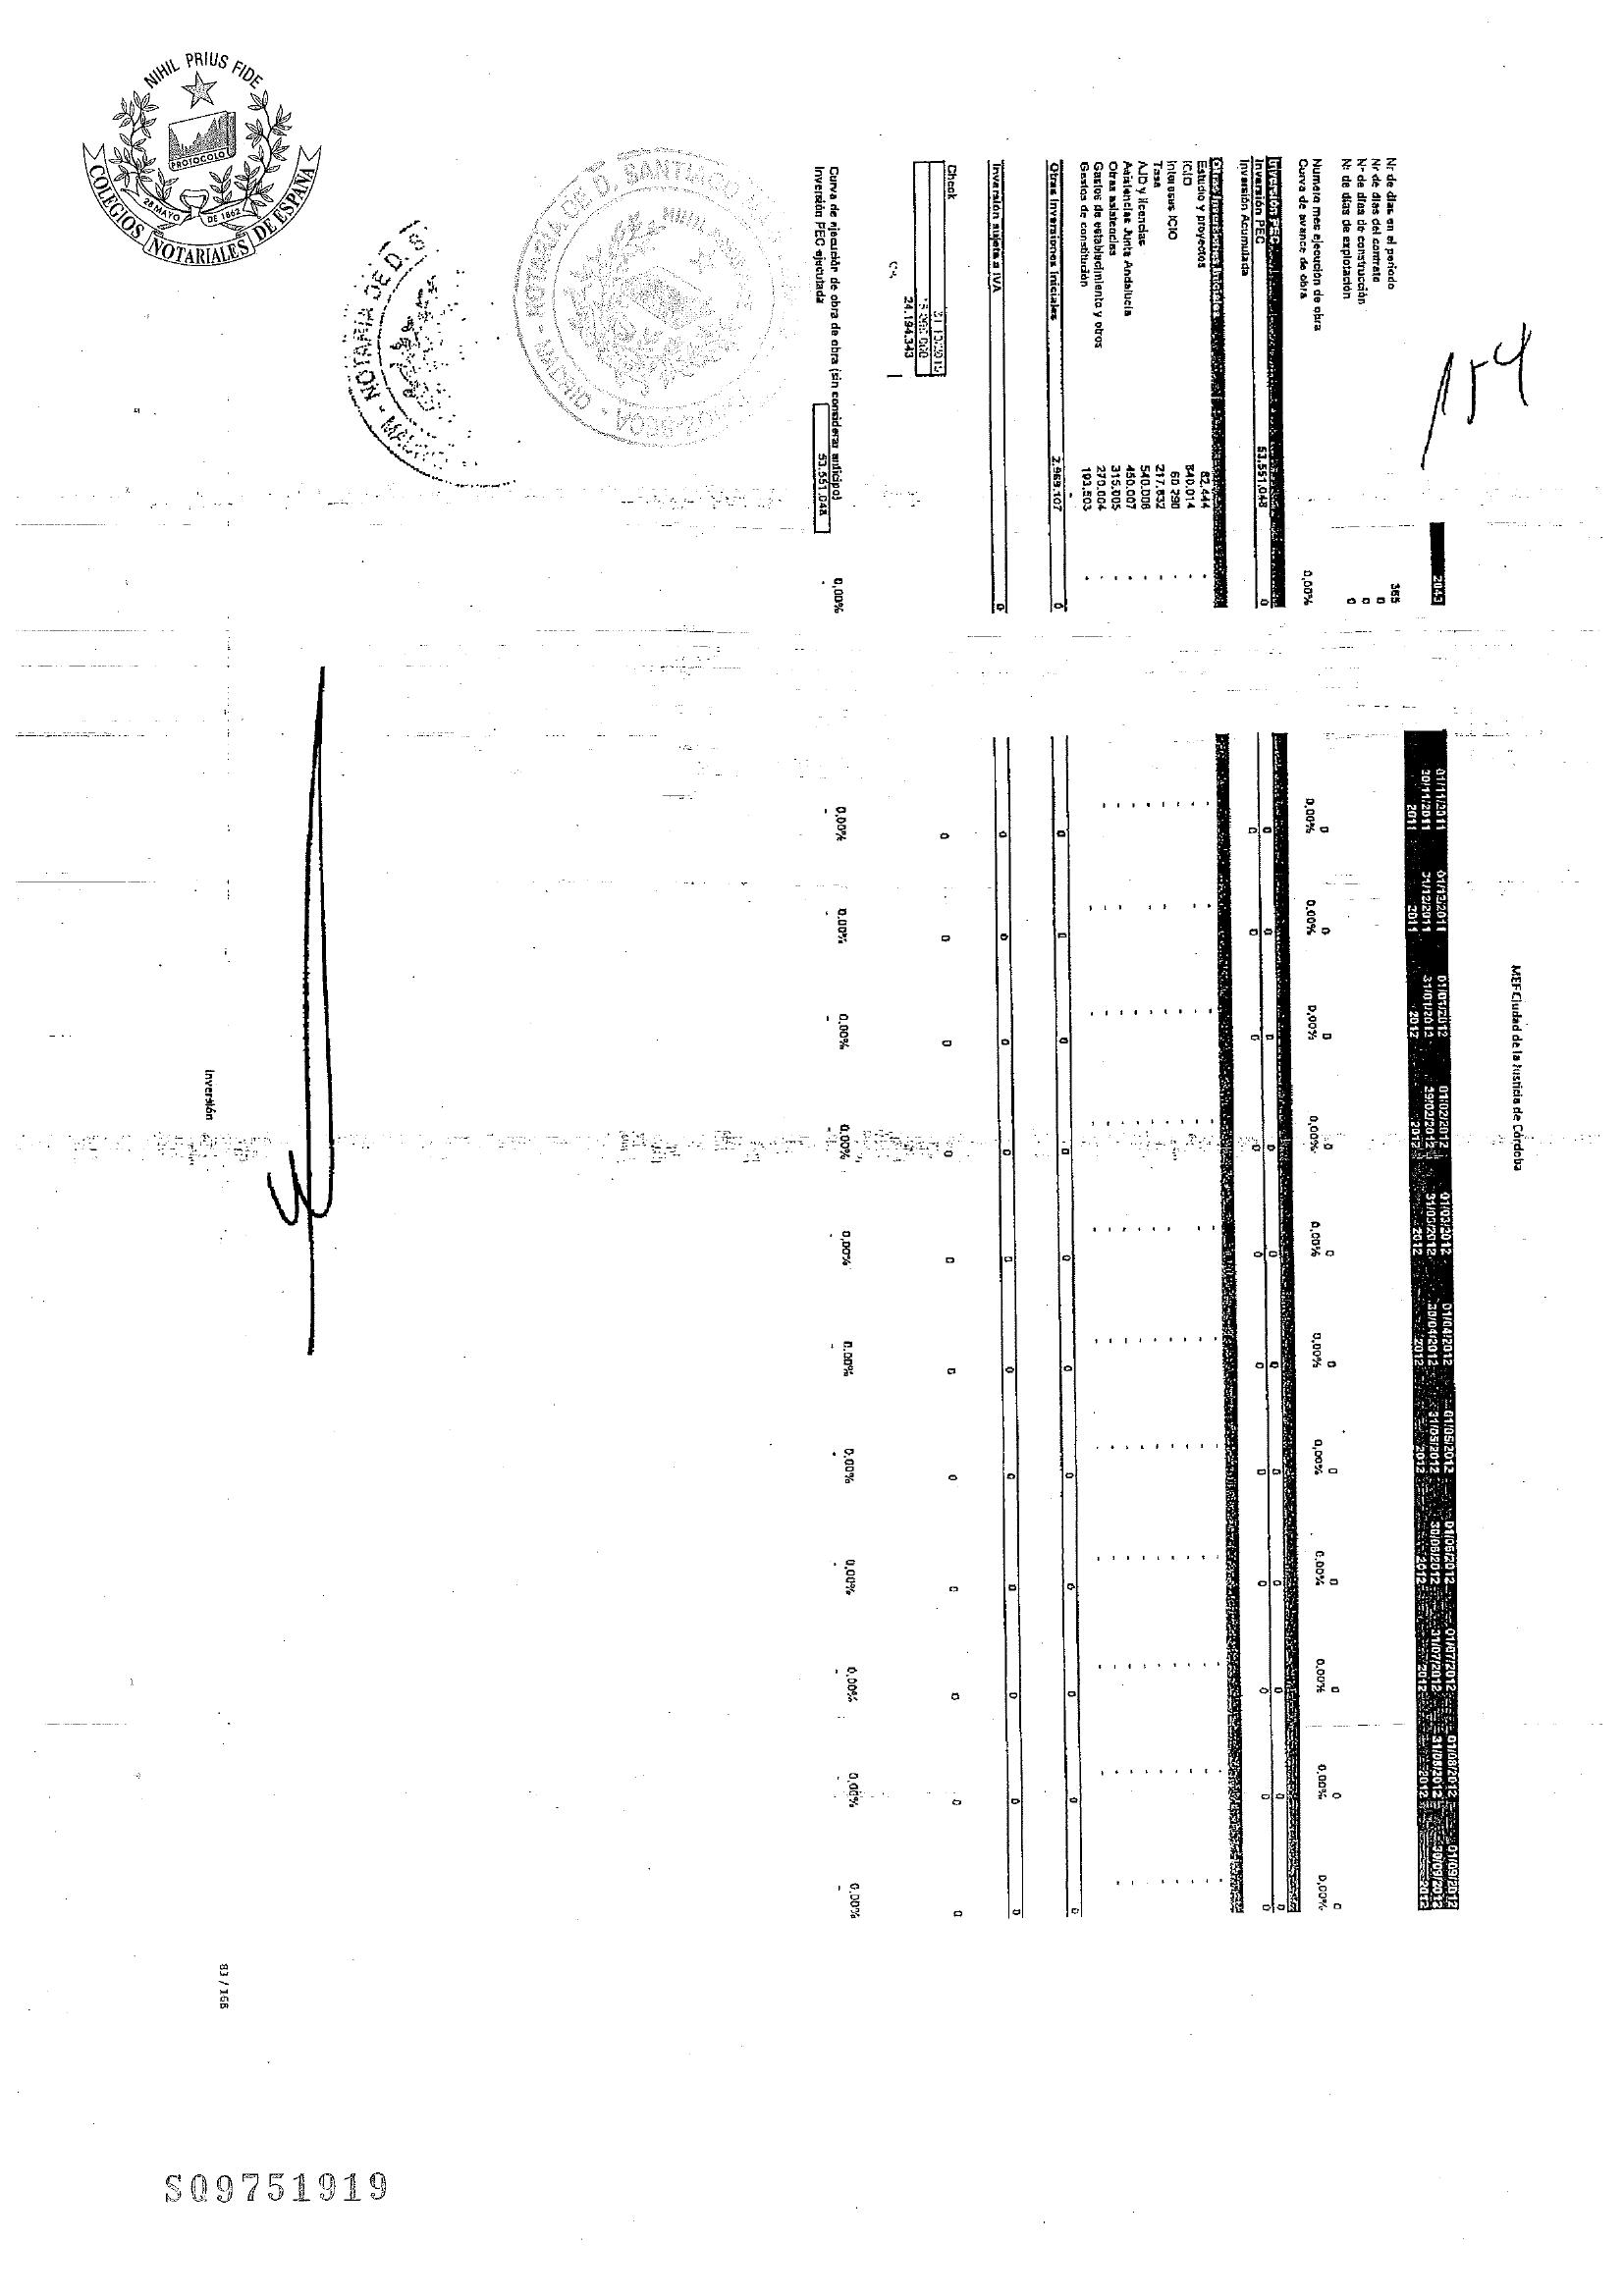 MEF Ciudad de la Justicia de Córdoba
154
2043
01/11/2011 01/12/2011 01/01/2012 01/02/2012 01/03/2012 01/04/2012 01/05/2012 01/06/2012 01/07/2012 01/08/2012 01/09/2012
30/11/2011 31/12/2011 31/01/2012 29/02/2012 31/03/2012 30/04/2012 31/05/2012 30/06/2012 31/07/2012 31/08/2012 30/09/2012
2011 2011 2012 2012 2012 2012 2012 2012 2012 2012 2012
Nº de días en el periodo 365
Nº de días del contrato 0
Nº de días de construcción 0
Nº de días de explotación 0
Numero mes ejecución de obra 0 0 0 0 0 0 0 0 0 0 0
Curva de avance de obra 0,00% 0,00% 0,00% 0,00% 0,00% 0,00% 0,00% 0,00% 0,00% 0,00% 0,00% 0,00%
Inversión PEC
Inversión PEC 53.551.048 0 0 0 0 0 0 0 0 0 0 0 0
Inversión Acumulada 0 0 0 0 0 0 0 0 0 0 0
Otras Inversiones Iniciales
Estudio y proyectos 82.444 -
ICIO 840.014 -
Intereses ICIO 60.290 -
Tasa 217.832 -
AJD y licencias 540.008 -
Asistencias Junta Andalucía 450.007 -
Otras asistencias 315.005 -
Gastos de establecimiento y otros 270.004 -
Gastos de constitución 193.503
Otras Inversiones Iniciales 2.969.107 0 0 0 0 0 0 0 0 0 0 0 0
Inversión sujeta a IVA 0 0 0 0 0 0 0 0 0 0 0 0
Check 0 0 0 0 0 0 0 0 0 0 0
24.194.343
Curva de ejecución de obra de obra (sin considerar anticipo) 0,00% 0,00% 0,00% 0,00% 0,00% 0,00% 0,00% 0,00% 0,00% 0,00% 0,00% 0,00%
Inversión PEC ejecutada 53.551.048 - - - - - - - - - - - -
Inversión
83 / 168
NIHIL PRIUS FIDE
PROTOCOLO
28 MAYO DE 1862
COLEGIOS NOTARIALES DE ESPAÑA
NOTARIA DE D. SANTIAGO
MADRID
NIHIL PRIUS FIDE
NOTARIA DE D. S
SQ9751919